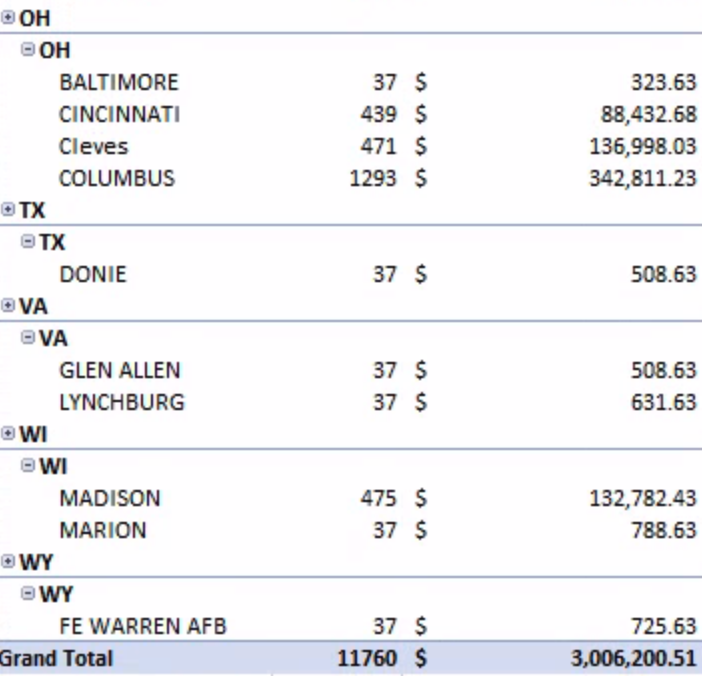 OH
OH
BALTIMORE 37 $ 323.63
CINCINNATI 439 $ 88,432.68
Cleves 471 $ 136,998.03
COLUMBUS 1293 $ 342,811.23
TX
TX
DONIE 37 $ 508.63
VA
VA
GLEN ALLEN 37 $ 508.63
LYNCHBURG 37 $ 631.63
WI
WI
MADISON 475 $ 132,782.43
MARION 37 $ 788.63
WY
WY
FE WARREN AFB 37 $ 725.63
Grand Total 11760 $ 3,006,200.51